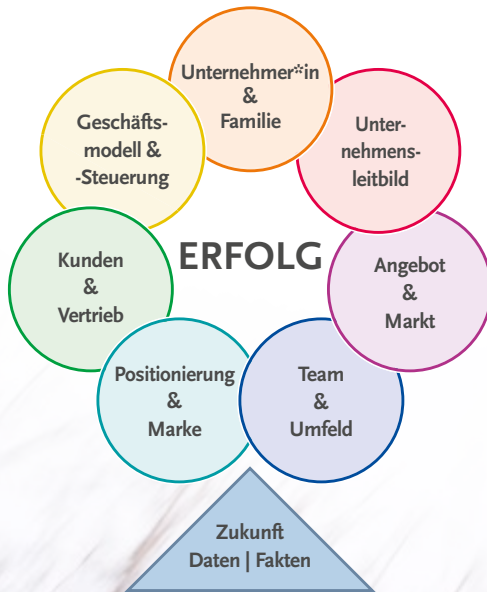 Unternehmer*in
&
Familie
Unter-
nehmens-
leitbild
Angebot
&
Markt
Team
&
Umfeld
Positionierung
&
Marke
Kunden
&
Vertrieb
Geschäfts-
modell &
-Steuerung
ERFOLG
Zukunft
Daten | Fakten